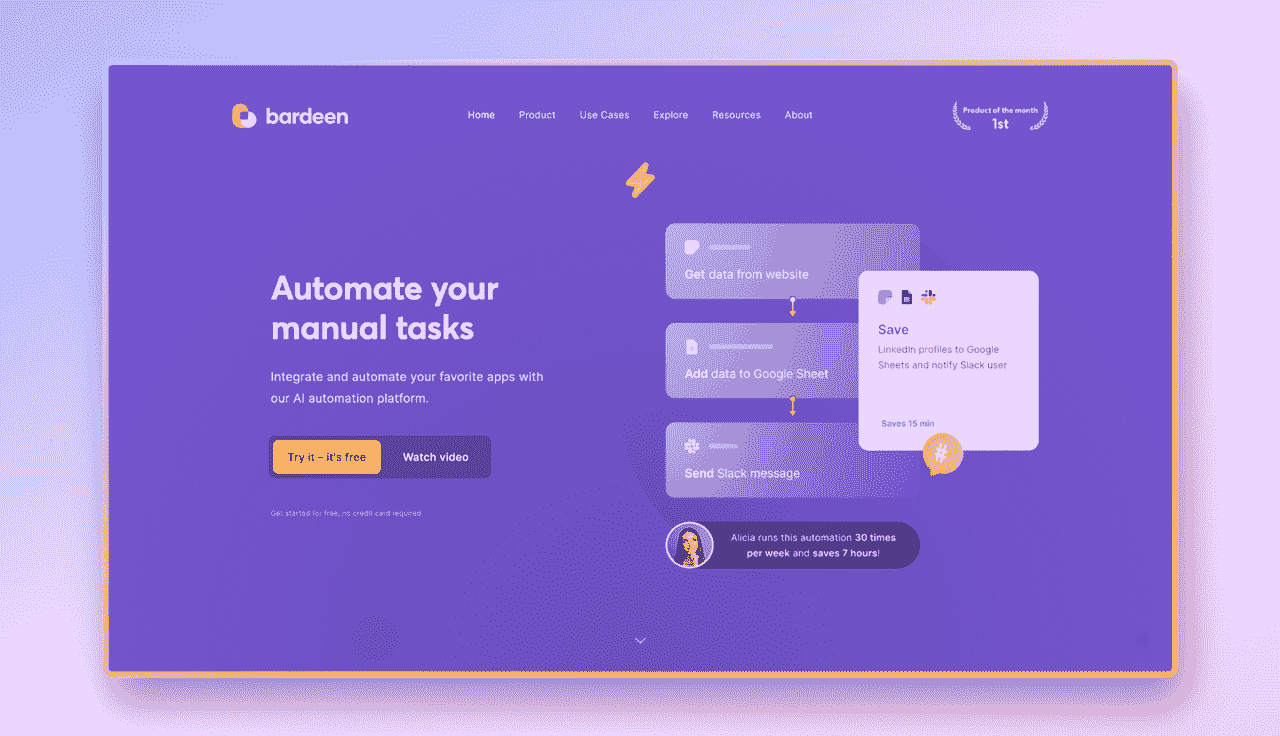 bardeen
Home Product Use Cases Explore Resources About
Product of the month
1st
Automate your
manual tasks
Integrate and automate your favorite apps with
our AI automation platform.
Try it – it's free
Watch video
Get started for free, no credit card required
Get data from website
Add data to Google Sheet
Send Slack message
Save
LinkedIn profiles to Google
Sheets and notify Slack user
Saves 15 min
#
Alicia runs this automation 30 times
per week and saves 7 hours!